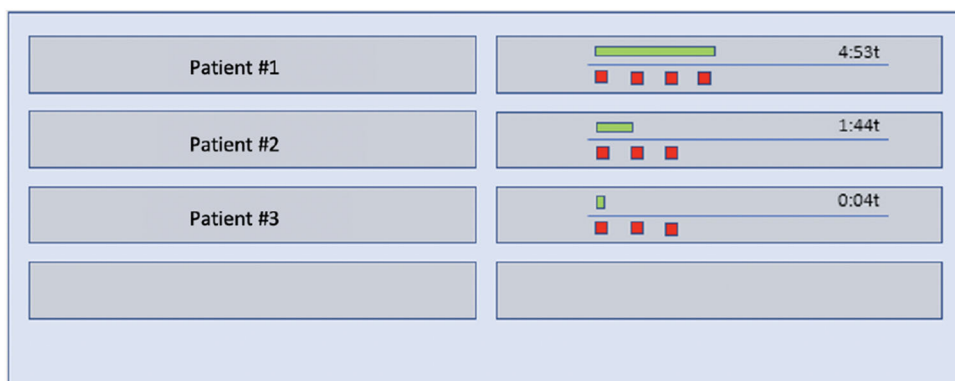 Patient #1
4:53t
Patient #2
1:44t
Patient #3
0:04t